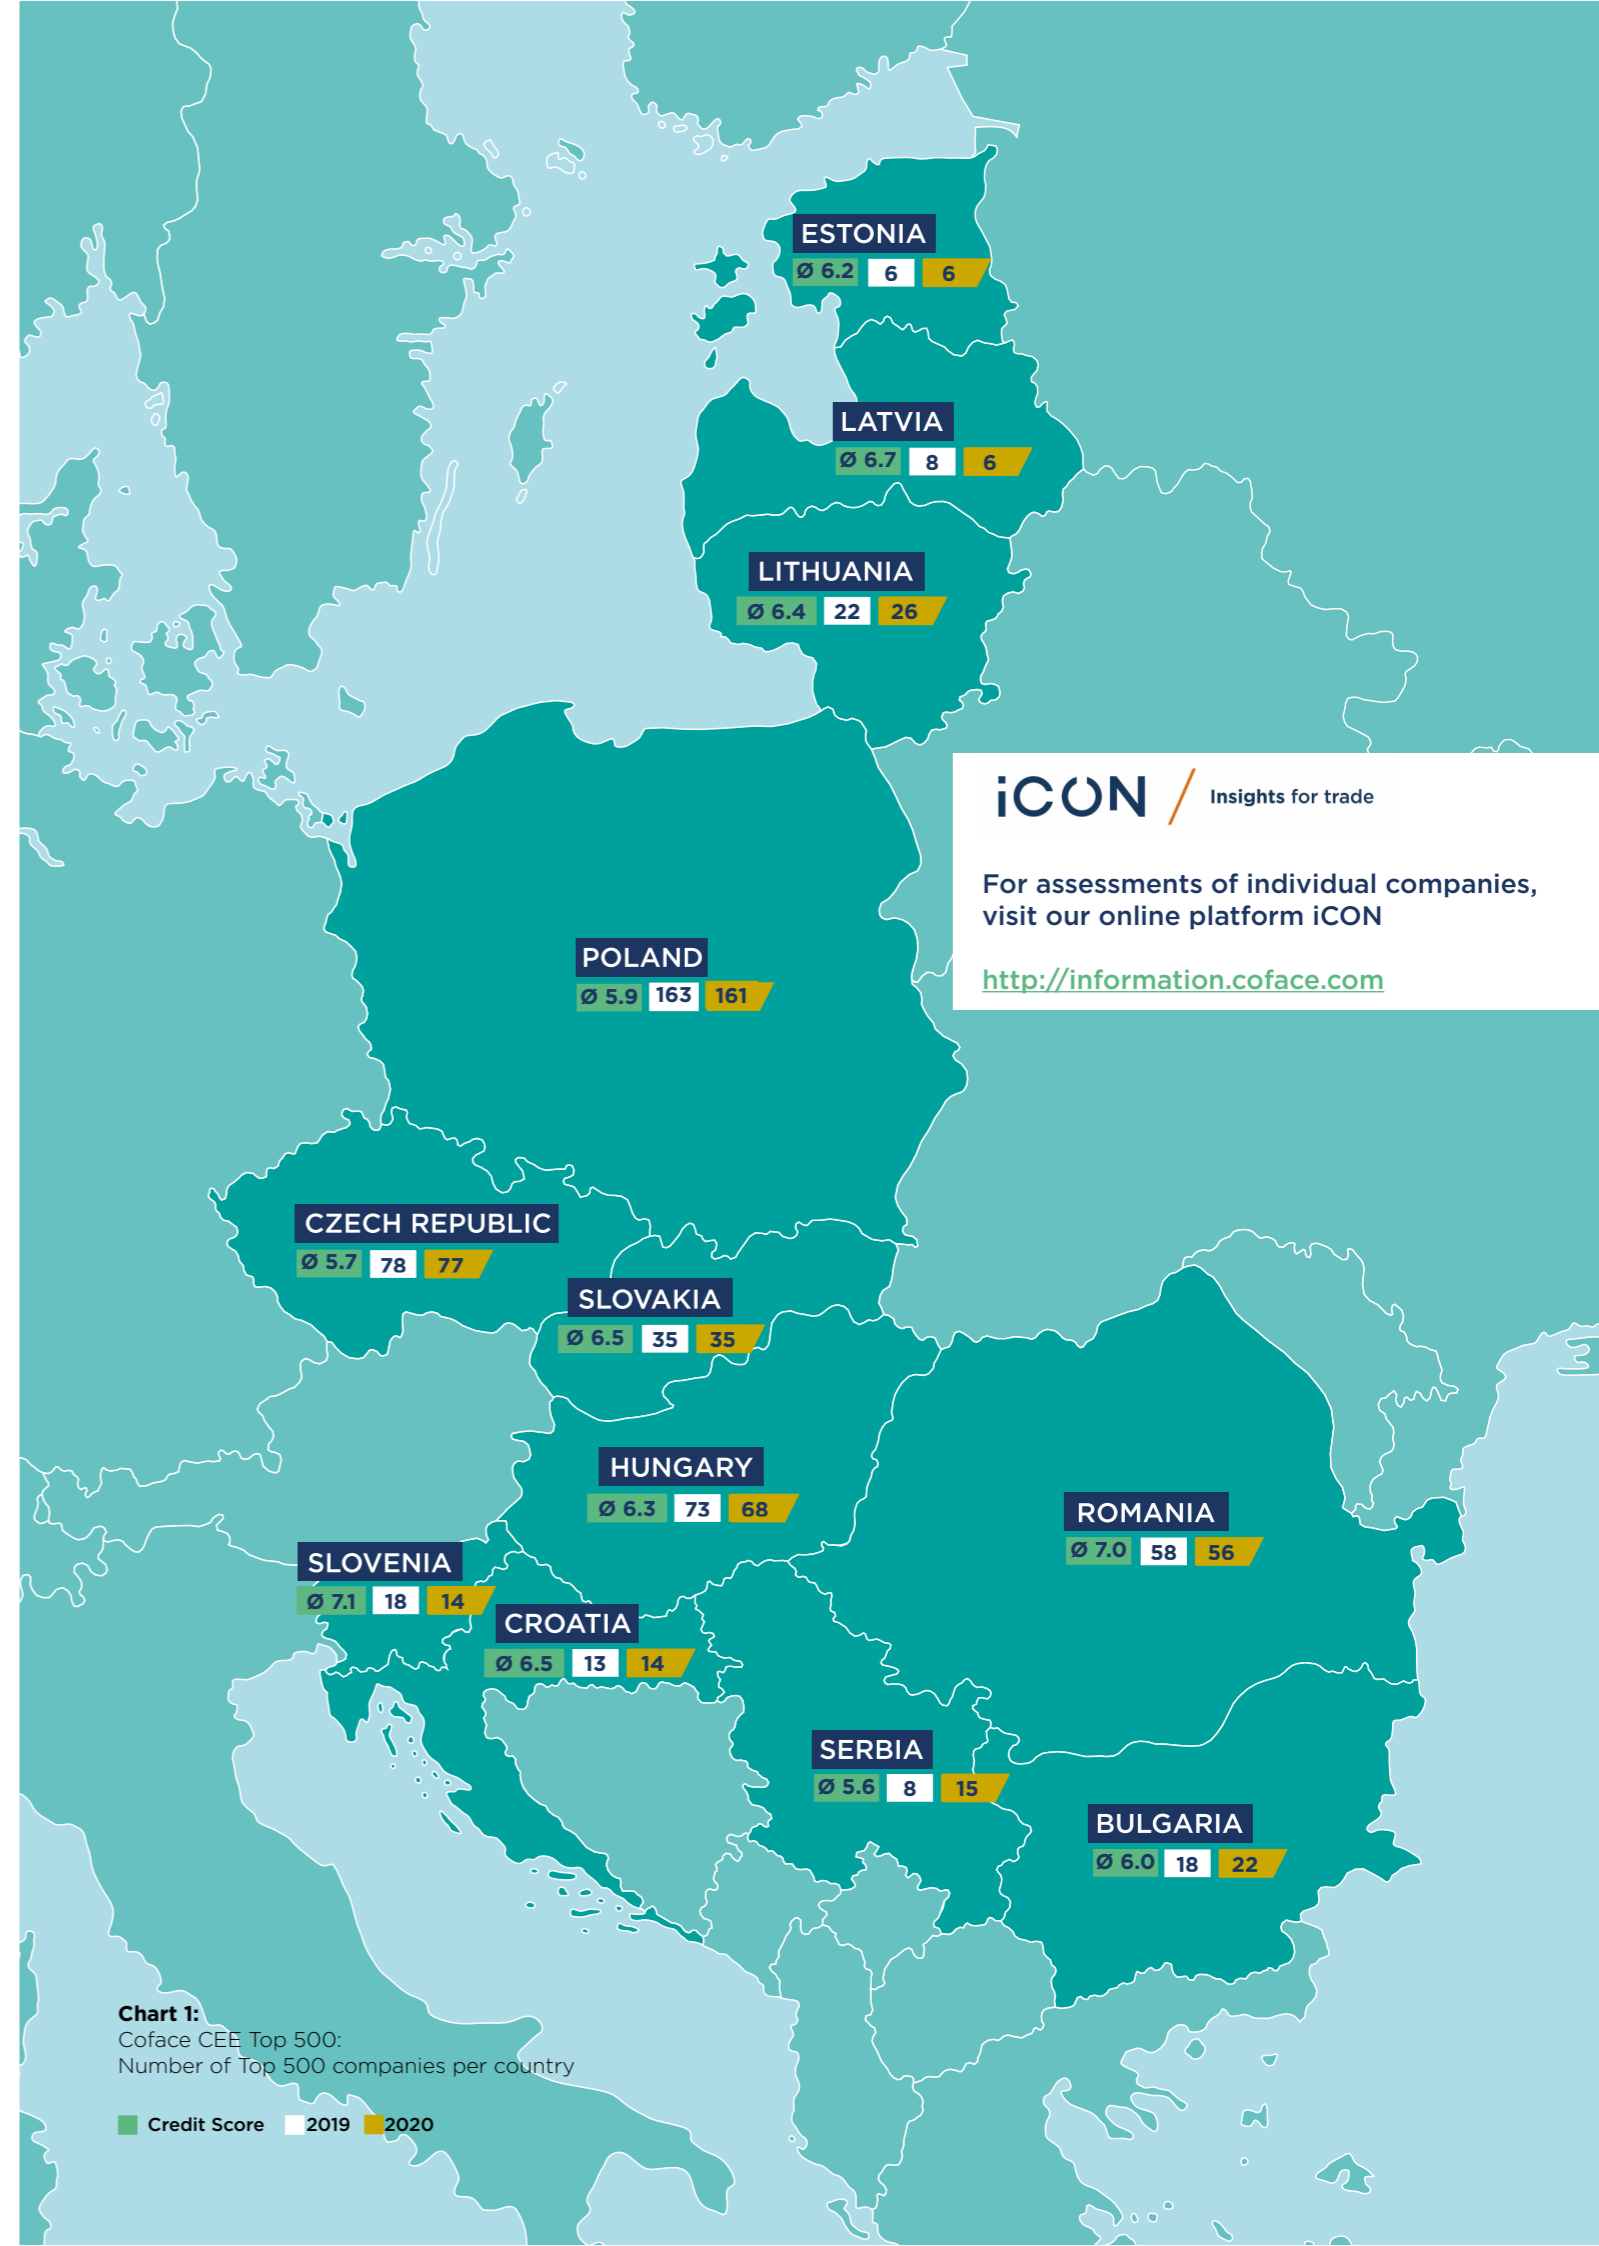 ESTONIA
Ø 6.2 6 6
LATVIA
Ø 6.7 8 6
LITHUANIA
Ø 6.4 22 26
iCON / Insights for trade
For assessments of individual companies,
visit our online platform iCON
http://information.coface.com
POLAND
Ø 5.9 163 161
CZECH REPUBLIC
Ø 5.7 78 77
SLOVAKIA
Ø 6.5 35 35
HUNGARY
Ø 6.3 73 68
ROMANIA
Ø 7.0 58 56
SLOVENIA
Ø 7.1 18 14
CROATIA
Ø 6.5 13 14
SERBIA
Ø 5.6 8 15
BULGARIA
Ø 6.0 18 22
Chart 1:
Coface CEE Top 500:
Number of Top 500 companies per country
Credit Score 2019 2020